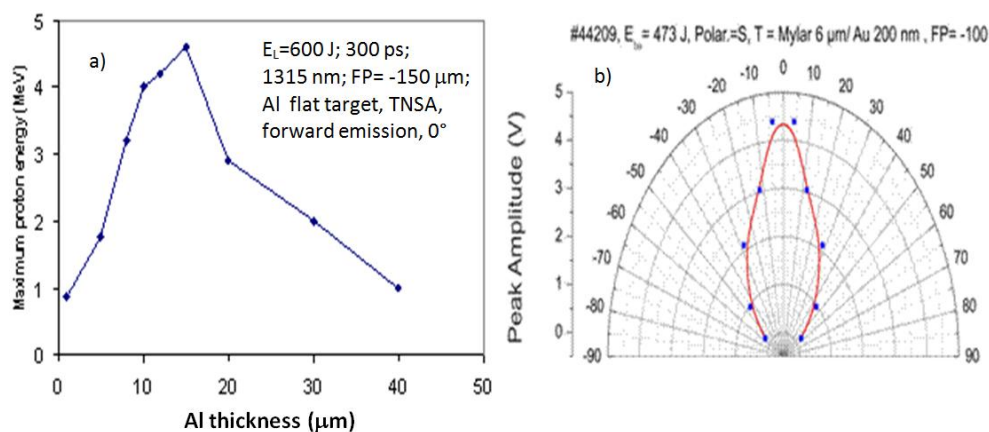 a)
E_L=600 J; 300 ps;
1315 nm; FP= -150 μm;
Al flat target, TNSA,
forward emission, 0°
Maximum proton energy (MeV)
5
4
3
2
1
0
0 10 20 30 40 50
Al thickness (μm)
#44209, E = 473 J, Polar.=S, T = Mylar 6 μm/ Au 200 nm , FP= -100
b)
Peak Amplitude (V)
5
4
3
2
1
0
-90 -80 -70 -60 -50 -40 -30 -20 -10 0 10 20 30 40 50 60 70 80 90